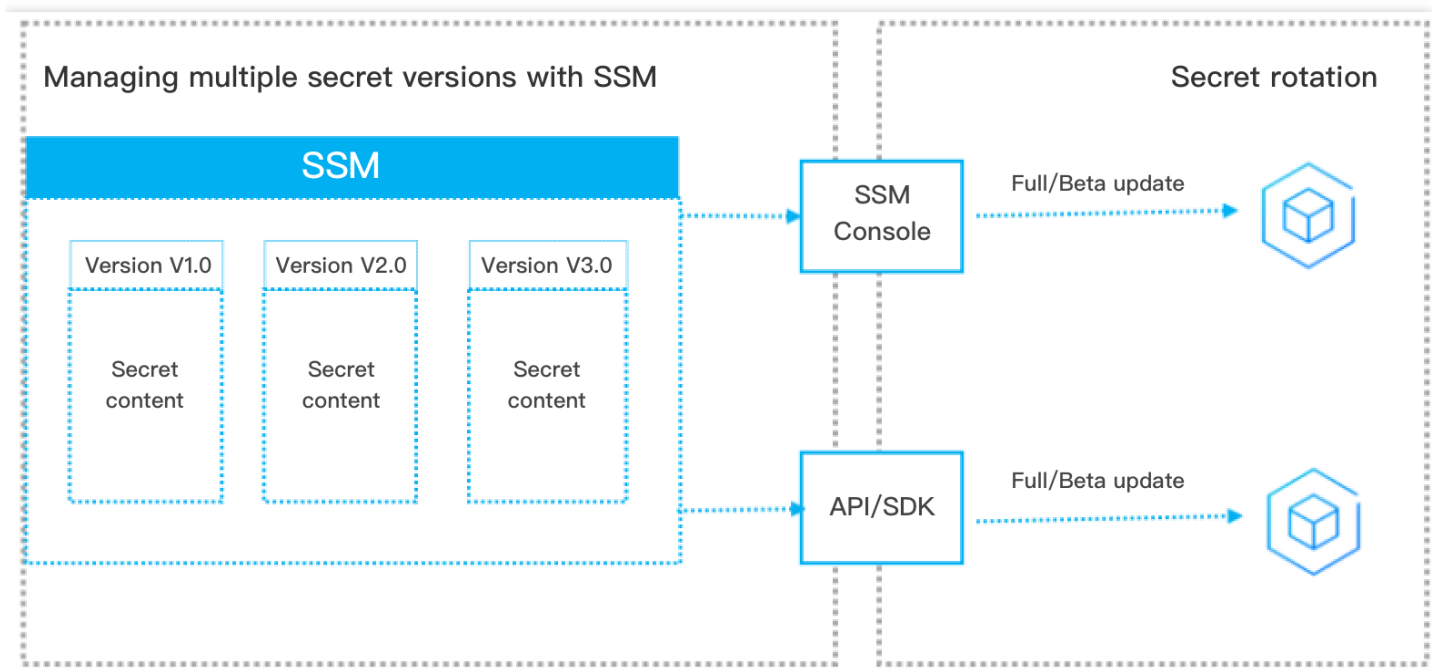 Managing multiple secret versions with SSM
Secret rotation
SSM
SSM
Console
Full/Beta update
Version V1.0
Version V2.0
Version V3.0
Secret
content
Secret
content
Secret
content
API/SDK
Full/Beta update